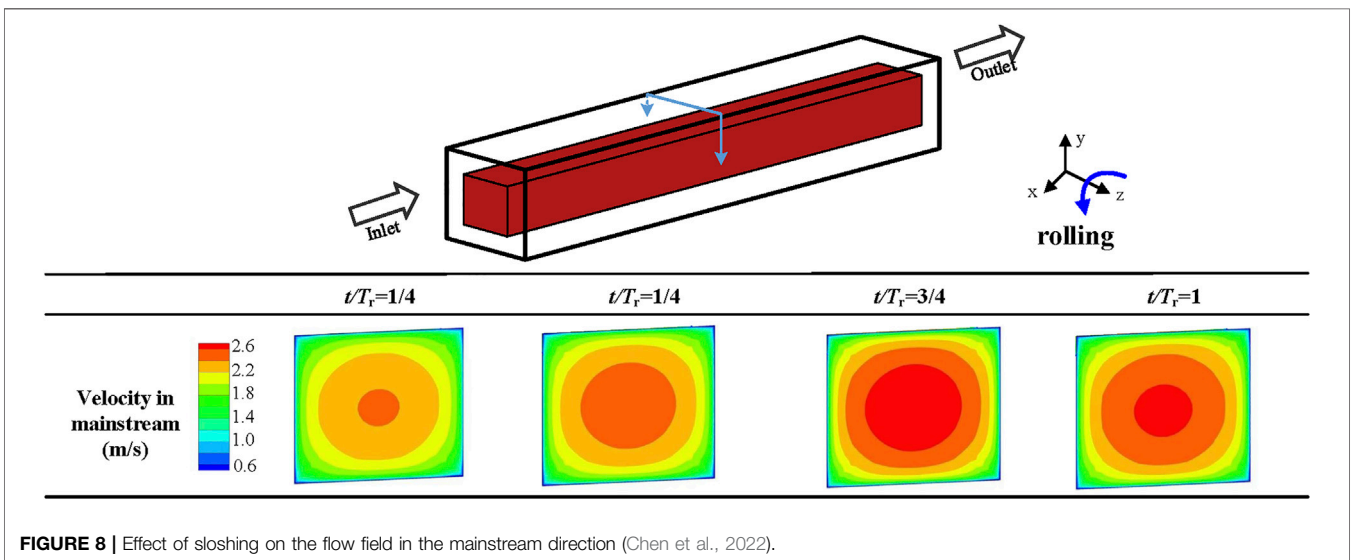 Outlet
Inlet
y
x
z
rolling
t/Tr=1/4
t/Tr=1/4
t/Tr=3/4
t/Tr=1
Velocity in
mainstream
(m/s)
2.6
2.2
1.8
1.4
1.0
0.6
FIGURE 8 | Effect of sloshing on the flow field in the mainstream direction (Chen et al., 2022).